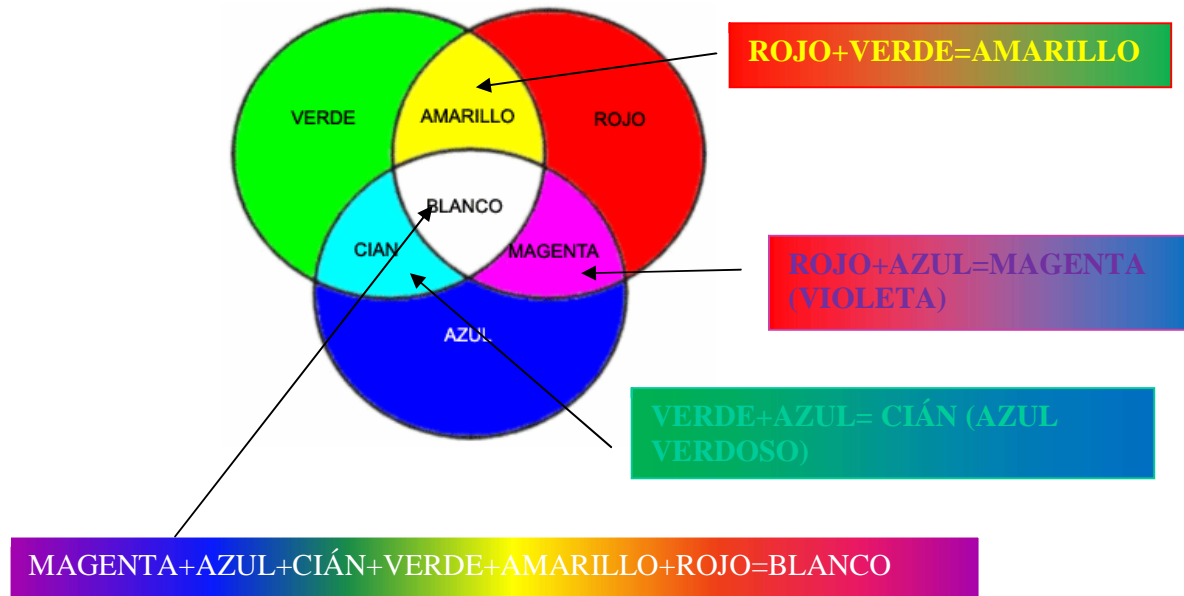 ROJO+VERDE=AMARILLO
VERDE
AMARILLO
ROJO
BLANCO
CIAN
MAGENTA
ROJO+AZUL=MAGENTA
(VIOLETA)
AZUL
VERDE+AZUL= CIÁN (AZUL
VERDOSO)
MAGENTA+AZUL+CIÁN+VERDE+AMARILLO+ROJO=BLANCO